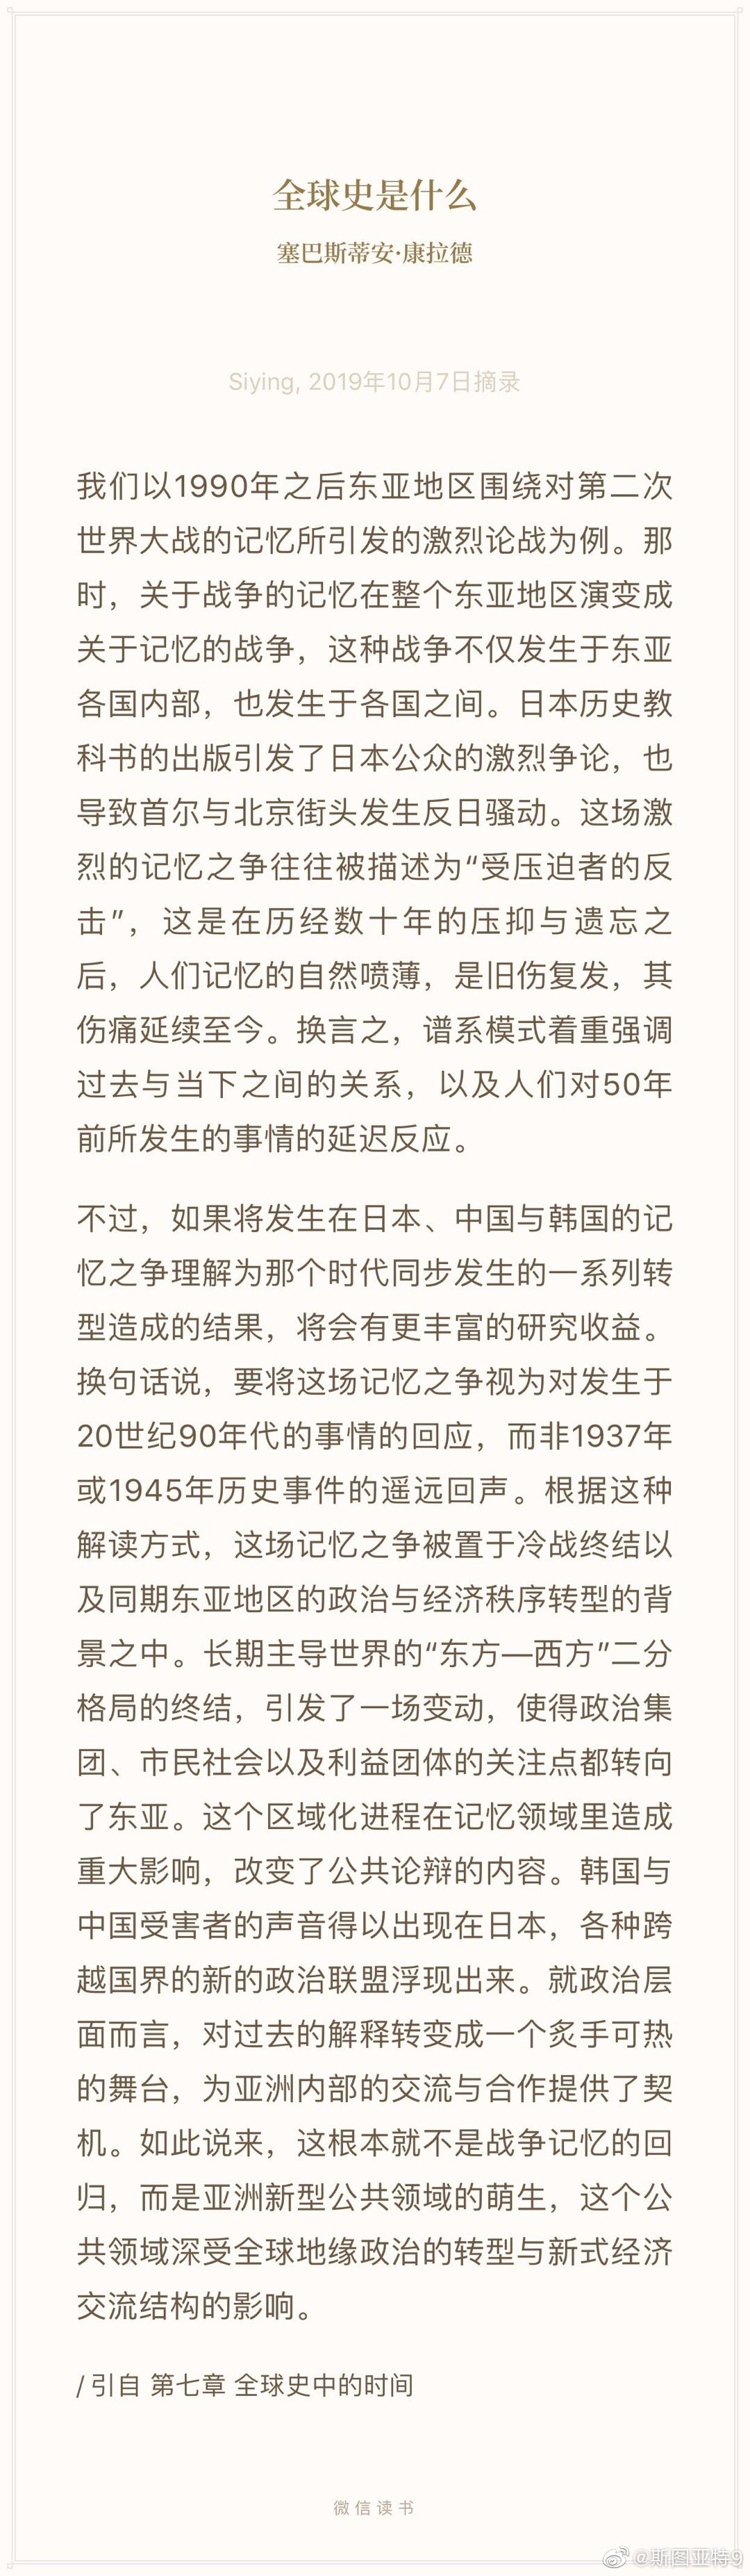 全球史是什么
塞巴斯蒂安·康拉德
Siying, 2019年10月7日摘录
我们以1990年之后东亚地区围绕对第二次
世界大战的记忆所引发的激烈论战为例。那
时，关于战争的记忆在整个东亚地区演变成
关于记忆的战争，这种战争不仅发生于东亚
各国内部，也发生于各国之间。日本历史教
科书的出版引发了日本公众的激烈争论，也
导致首尔与北京街头发生反日骚动。这场激
烈的记忆之争往往被描述为“受压迫者的反
击”，这是在历经数十年的压抑与遗忘之
后，人们记忆的自然喷薄，是旧伤复发，其
伤痛延续至今。换言之，谱系模式着重强调
过去与当下之间的关系，以及人们对50年
前所发生的事情的延迟反应。
不过，如果将发生在日本、中国与韩国的记
忆之争理解为那个时代同步发生的一系列转
型造成的结果，将会有更丰富的研究收益。
换句话说，要将这场记忆之争视为对发生于
20世纪90年代的事情的回应，而非1937年
或1945年历史事件的遥远回声。根据这种
解读方式，这场记忆之争被置于冷战终结以
及同期东亚地区的政治与经济秩序转型的背
景之中。长期主导世界的“东方—西方”二分
格局的终结，引发了一场变动，使得政治集
团、市民社会以及利益团体的关注点都转向
了东亚。这个区域化进程在记忆领域里造成
重大影响，改变了公共论辩的内容。韩国与
中国受害者的声音得以出现在日本，各种跨
越国界的新的政治联盟浮现出来。就政治层
面而言，对过去的解释转变成一个炙手可热
的舞台，为亚洲内部的交流与合作提供了契
机。如此说来，这根本就不是战争记忆的回
归，而是亚洲新型公共领域的萌生，这个公
共领域深受全球地缘政治的转型与新式经济
交流结构的影响。
/ 引自 第七章 全球史中的时间
微信读书
@斯图亚特9